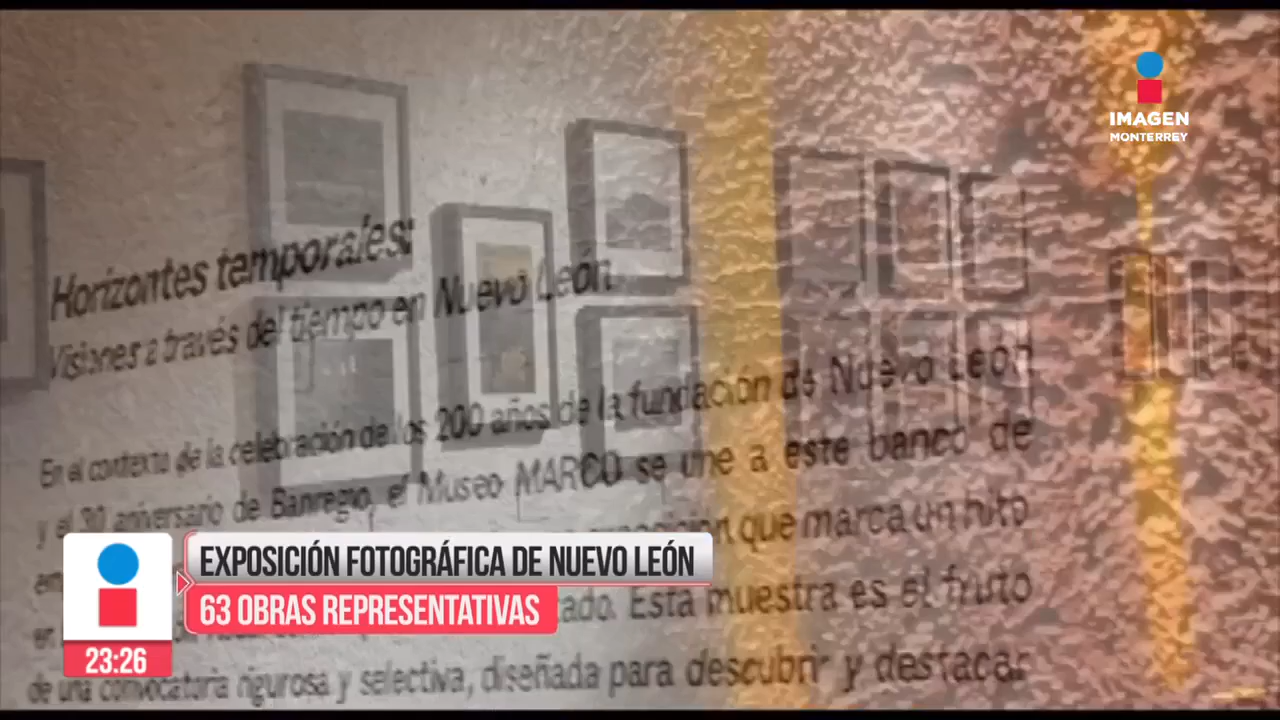 IMAGEN
MONTERREY
Horizontes temporales:
Visiones a través del tiempo en Nuevo León.
En el contexto de la celebración de los 200 años de la fundación de Nuevo León
y el 30 aniversario de Banregio, el Museo MARCO se une a este banco de
que marca un hito
Esta muestra es el fruto
de una convocatoria rigurosa y selectiva, diseñada para descubrir y destacar
EXPOSICIÓN FOTOGRÁFICA DE NUEVO LEÓN
63 OBRAS REPRESENTATIVAS
23:26